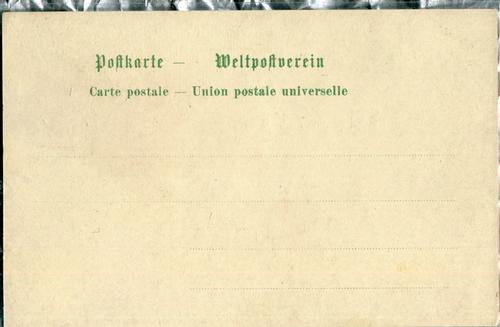 Postkarte — Weltpostverein
Carte postale — Union postale universelle